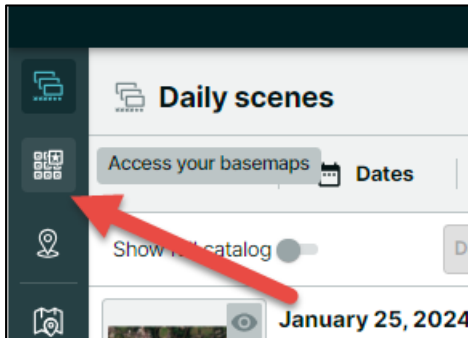 Daily scenes
Access your basemaps
Dates
Show catalog
D
January 25, 2024